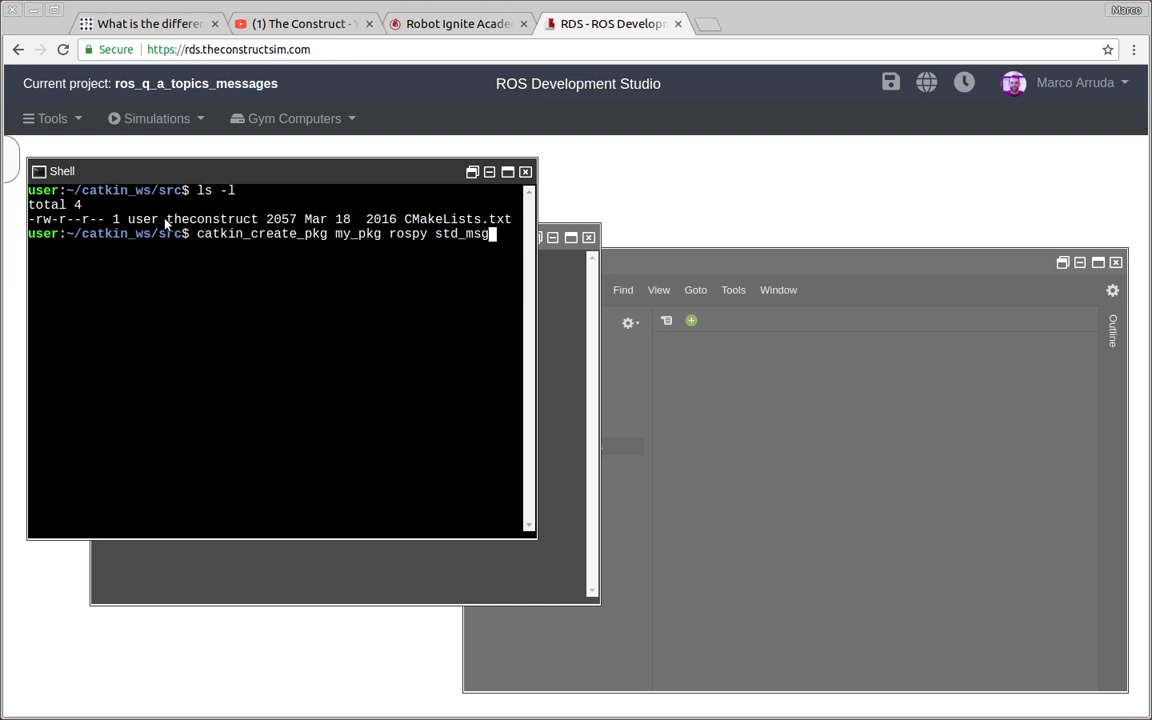 Marco
What is the differen
(1) The Construct - Y
Robot Ignite Acade
RDS - ROS Develop
Secure
https://rds.theconstructsim.com
Current project: ros_q_a_topics_messages
ROS Development Studio
Marco Arruda
Tools
Simulations
Gym Computers
Shell
user:~/catkin_ws/src$ ls -l
total 4
-rw-r--r-- 1 user theconstruct 2057 Mar 18  2016 CMakeLists.txt
user:~/catkin_ws/src$ catkin_create_pkg my_pkg rospy std_msg
Find View Goto Tools Window
Outline